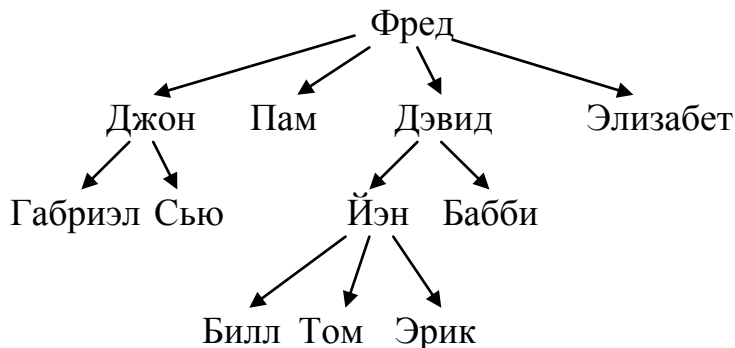 Фред
Джон Пам Дэвид Элизабет
Габриэл Сью Йэн Бабби
Билл Том Эрик